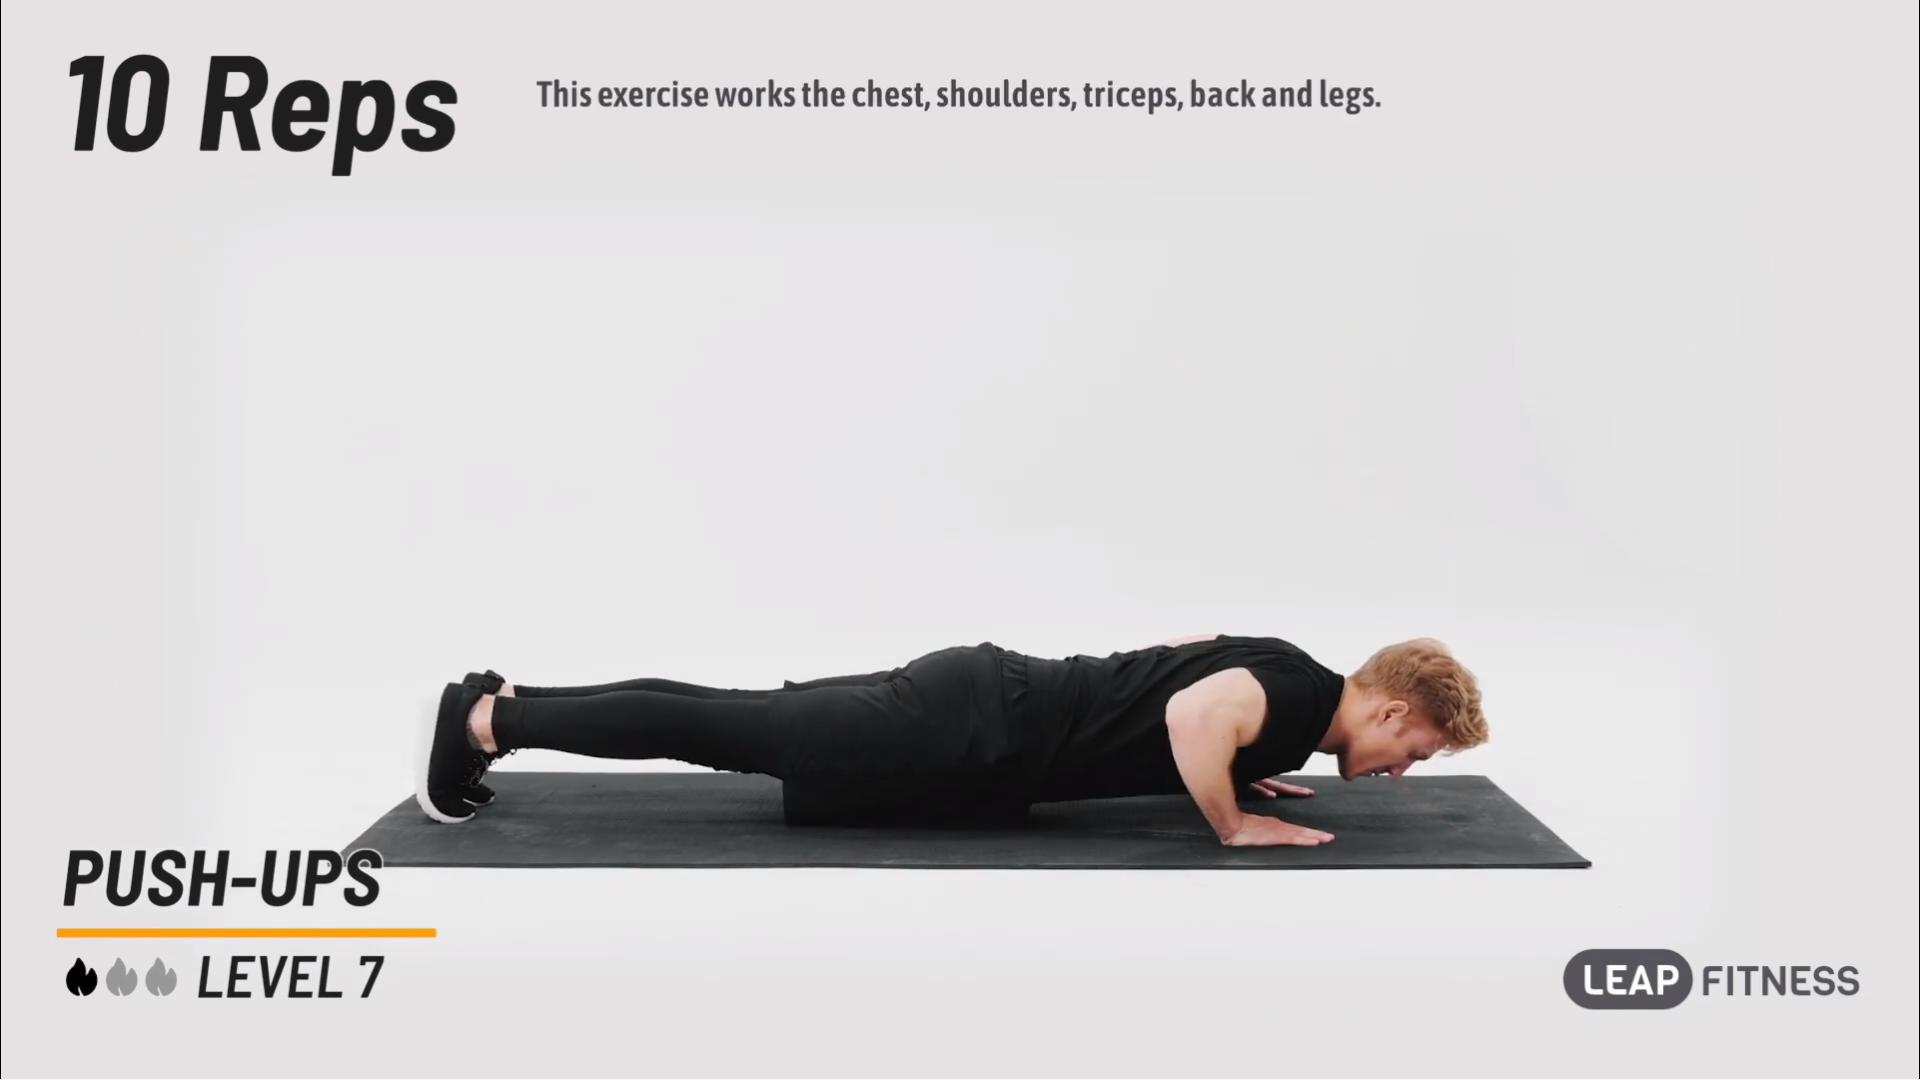 10 Reps
This exercise works the chest, shoulders, triceps, back and legs.
PUSH-UPS
LEVEL 7
LEAP FITNESS